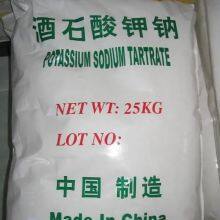 酒石酸钾钠
POTASSIUM SODIUM TARTRATE
NET WT: 25KG
LOT NO:
中国 制造
Made In China